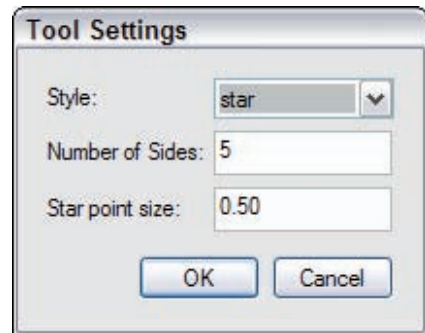 Tool Settings
Style: star
Number of Sides: 5
Star point size: 0.50
OK Cancel